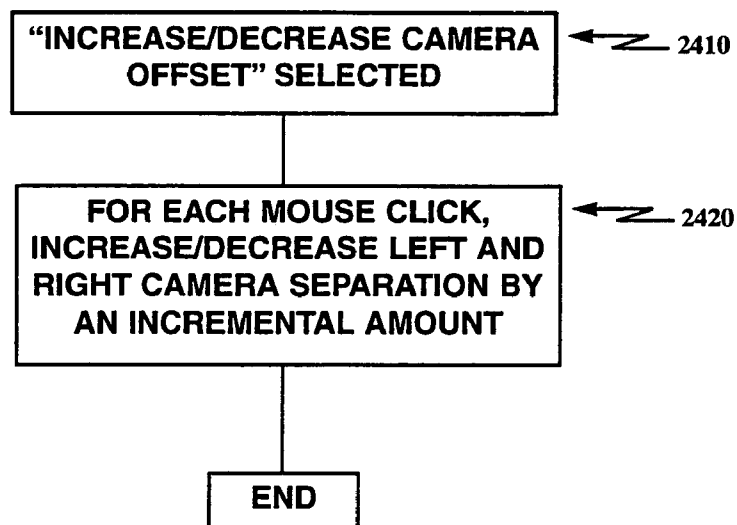 “INCREASE/DECREASE CAMERA
OFFSET” SELECTED
2410
FOR EACH MOUSE CLICK,
INCREASE/DECREASE LEFT AND
RIGHT CAMERA SEPARATION BY
AN INCREMENTAL AMOUNT
2420
END